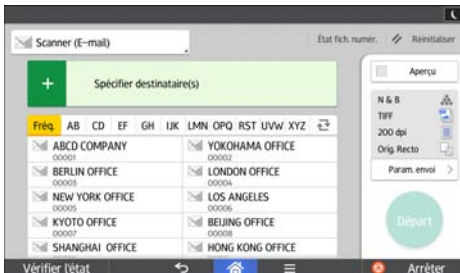 Scanner (E-mail)
État fich. numér.
Réinitialiser
+ Spécifier destinataire(s)
Aperçu
Fréq. AB CD EF GH IJK LMN OPQ RST UVW XYZ
N & B
TIFF
200 dpi
Orig. Recto
Param. envoi >
ABCD COMPANY
00001
YOKOHAMA OFFICE
00002
BERLIN OFFICE
00003
LONDON OFFICE
00004
NEW YORK OFFICE
00005
LOS ANGELES
00006
KYOTO OFFICE
00007
BEIJING OFFICE
00008
SHANGHAI OFFICE
HONG KONG OFFICE
Départ
Vérifier l'état
Arrêter